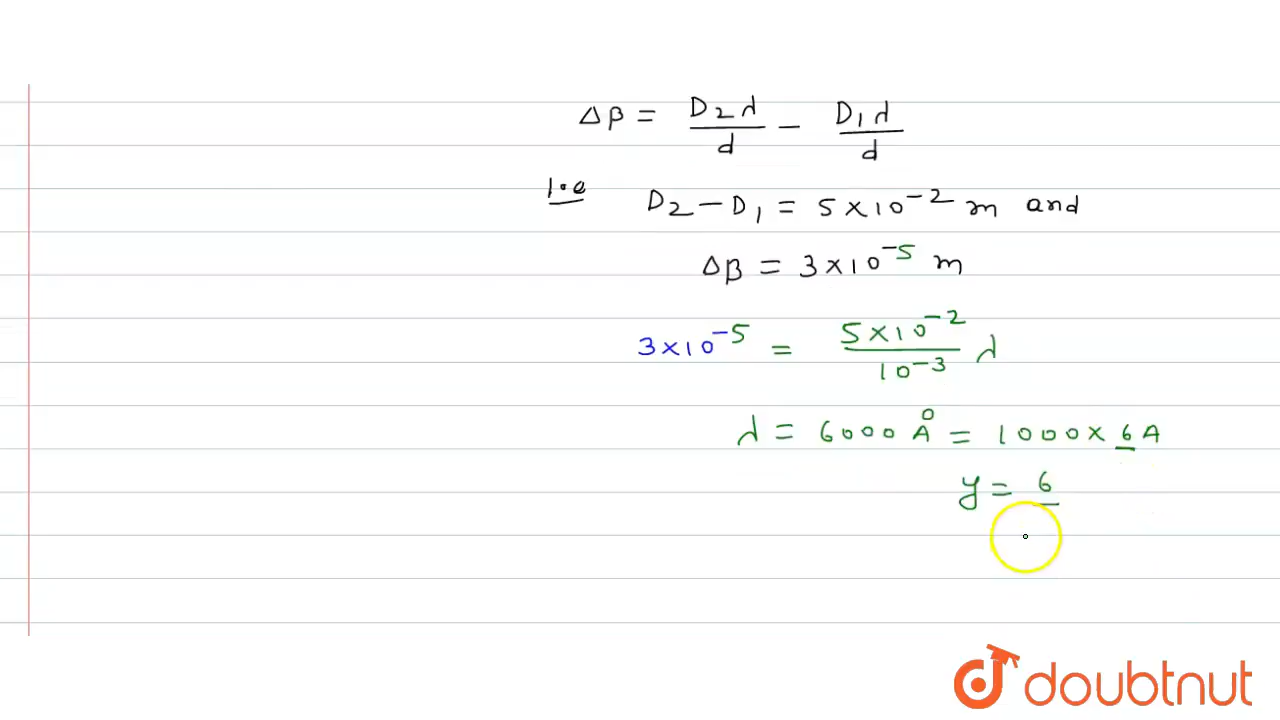 Δβ = D₂λ/d − D₁λ/d
i.e D₂ − D₁ = 5×10⁻² m and
Δβ = 3×10⁻⁵ m
3×10⁻⁵ = 5×10⁻²/10⁻³ λ
λ = 6000 Å = 1000×6A
y = 6
doubtnut